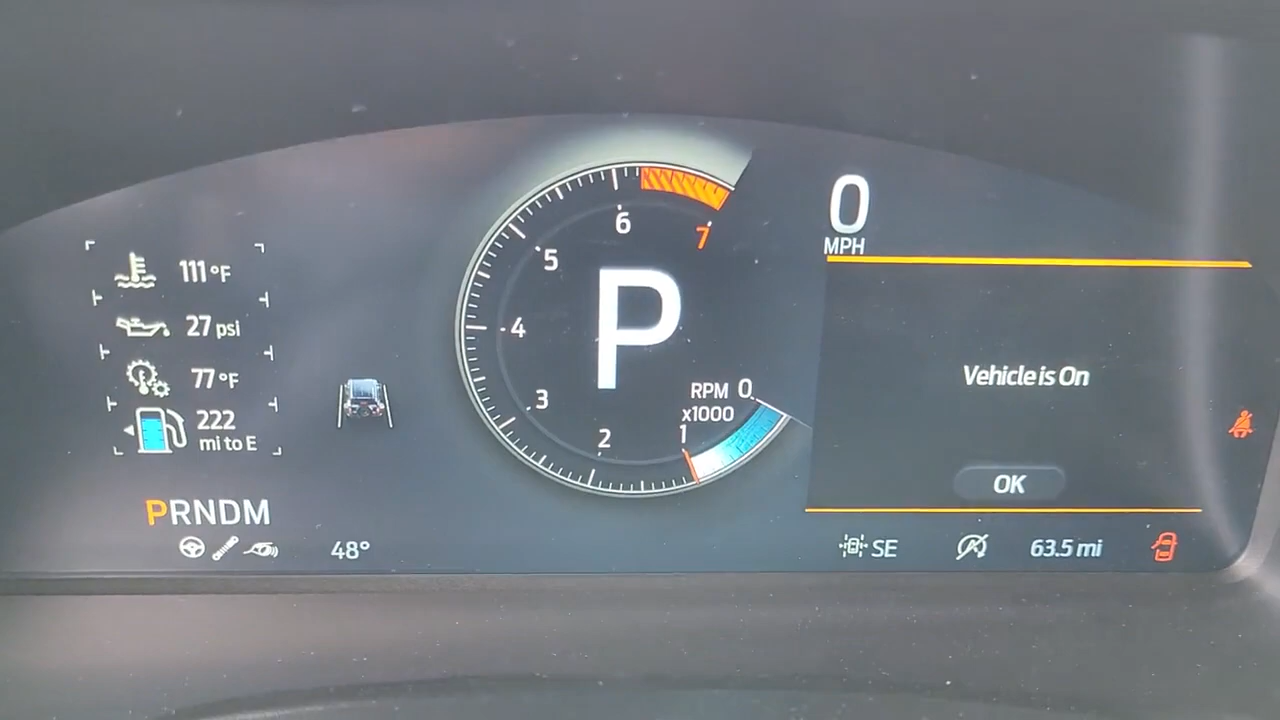 111°F
27 psi
77°F
222
mi to E
PRNDM
48°
6
7
5
4
3
2
1
RPM 0
x1000
P
0
MPH
Vehicle is On
OK
SE
63.5 mi